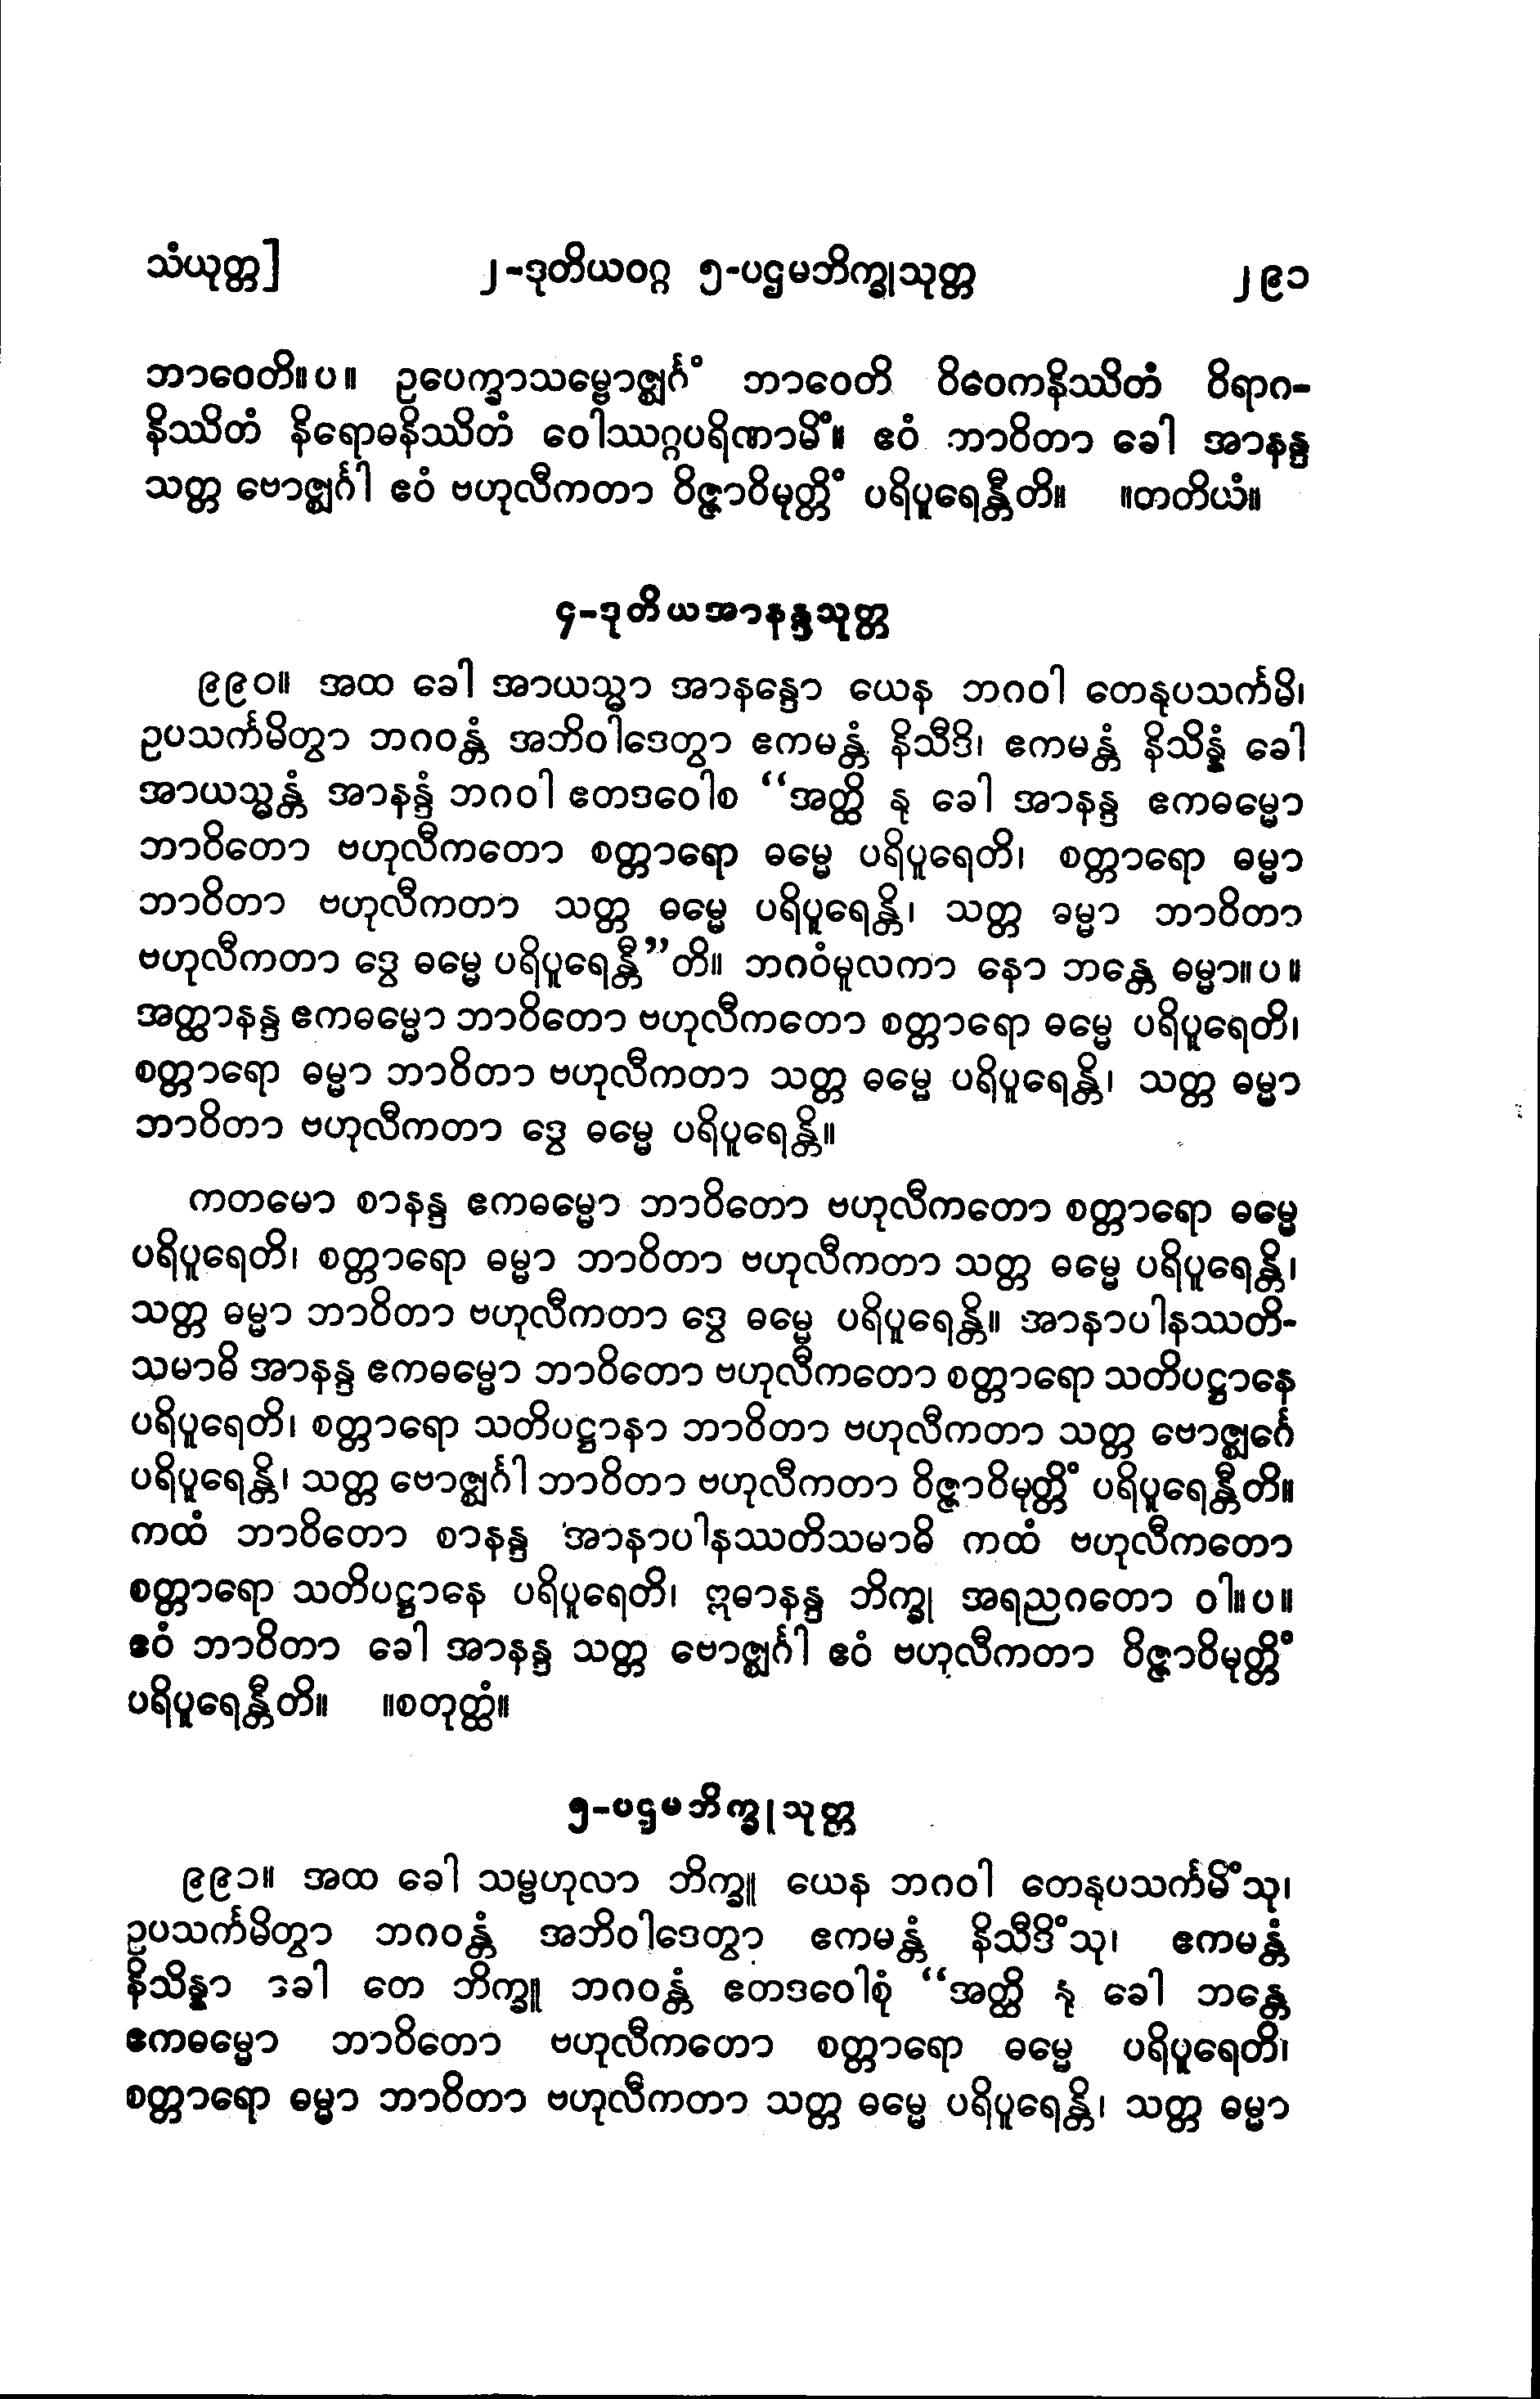 သံယုတ္တ]	၂-ဒုတိယဝဂ္ဂ ၅-ပဌမဘိက္ခုသုတ္တ	၂၉၁
ဘာဝေတိ။ပ။ ဥပေက္ခာသမ္ဗောဇ္ဈင်္ဂံ ဘာဝေတိ ဝိဝေကနိဿိတံ ဝိရာဂ-
နိဿိတံ နိရောဓနိဿိတံ ဝေါဿဂ္ဂပရိဏာမိံ။ ဧဝံ ဘာဝိတာ ခေါ အာနန္ဒ
သတ္တ ဗောဇ္ဈင်္ဂါ ဧဝံ ဗဟုလီကတာ ဝိဇ္ဇာဝိမုတ္တိံ ပရိပူရေန္တီတိ။ ။တတိယံ။
၄-ဒုတိယအာနန္ဒသုတ္တ
၉၉၀။ အထ ခေါ အာယသ္မာ အာနန္ဒော ယေန ဘဂဝါ တေနုပသင်္ကမိ၊
ဥပသင်္ကမိတွာ ဘဂဝန္တံ အဘိဝါဒေတွာ ဧကမန္တံ နိသီဒိ၊ ဧကမန္တံ နိသိန္နံ ခေါ
အာယသ္မန္တံ အာနန္ဒံ ဘဂဝါ ဧတဒဝေါစ “အတ္ထိ နု ခေါ အာနန္ဒ ဧကဓမ္မော
ဘာဝိတော ဗဟုလီကတော စတ္တာရော ဓမ္မေ ပရိပူရေတိ၊ စတ္တာရော ဓမ္မာ
ဘာဝိတာ ဗဟုလီကတာ သတ္တ ဓမ္မေ ပရိပူရေန္တိ၊ သတ္တ ဓမ္မာ ဘာဝိတာ
ဗဟုလီကတာ ဒွေ ဓမ္မေ ပရိပူရေန္တီ”တိ။ ဘဂဝံမူလကာ နော ဘန္တေ ဓမ္မာ။ပ။
အတ္ထာနန္ဒ ဧကဓမ္မော ဘာဝိတော ဗဟုလီကတော စတ္တာရော ဓမ္မေ ပရိပူရေတိ၊
စတ္တာရော ဓမ္မာ ဘာဝိတာ ဗဟုလီကတာ သတ္တ ဓမ္မေ ပရိပူရေန္တိ၊ သတ္တ ဓမ္မာ
ဘာဝိတာ ဗဟုလီကတာ ဒွေ ဓမ္မေ ပရိပူရေန္တိ။
ကတမော စာနန္ဒ ဧကဓမ္မော ဘာဝိတော ဗဟုလီကတော စတ္တာရော ဓမ္မေ
ပရိပူရေတိ၊ စတ္တာရော ဓမ္မာ ဘာဝိတာ ဗဟုလီကတာ သတ္တ ဓမ္မေ ပရိပူရေန္တိ၊
သတ္တ ဓမ္မာ ဘာဝိတာ ဗဟုလီကတာ ဒွေ ဓမ္မေ ပရိပူရေန္တိ။ အာနာပါနဿတိ-
သမာဓိ အာနန္ဒ ဧကဓမ္မော ဘာဝိတော ဗဟုလီကတော စတ္တာရော သတိပဋ္ဌာနေ
ပရိပူရေတိ၊ စတ္တာရော သတိပဋ္ဌာနာ ဘာဝိတာ ဗဟုလီကတာ သတ္တ ဗောဇ္ဈင်္ဂေ
ပရိပူရေန္တိ၊ သတ္တ ဗောဇ္ဈင်္ဂါ ဘာဝိတာ ဗဟုလီကတာ ဝိဇ္ဇာဝိမုတ္တိံ ပရိပူရေန္တီတိ။
ကထံ ဘာဝိတော စာနန္ဒ အာနာပါနဿတိသမာဓိ ကထံ ဗဟုလီကတော
စတ္တာရော သတိပဋ္ဌာနေ ပရိပူရေတိ၊ ဣဓာနန္ဒ ဘိက္ခု အရညဂတော ဝါ။ပ။
ဧဝံ ဘာဝိတာ ခေါ အာနန္ဒ သတ္တ ဗောဇ္ဈင်္ဂါ ဧဝံ ဗဟုလီကတာ ဝိဇ္ဇာဝိမုတ္တိံ
ပရိပူရေန္တီတိ။ ။စတုတ္ထံ။
၅-ပဌမဘိက္ခုသုတ္တ
၉၉၁။ အထ ခေါ သမ္ဗဟုလာ ဘိက္ခူ ယေန ဘဂဝါ တေနုပသင်္ကမိံသု၊
ဥပသင်္ကမိတွာ ဘဂဝန္တံ အဘိဝါဒေတွာ ဧကမန္တံ နိသီဒိံသု၊ ဧကမန္တံ
နိသိန္နာ ခေါ တေ ဘိက္ခူ ဘဂဝန္တံ ဧတဒဝေါစုံ “အတ္ထိ နု ခေါ ဘန္တေ
ဧကဓမ္မော ဘာဝိတော ဗဟုလီကတော စတ္တာရော ဓမ္မေ ပရိပူရေတိ၊
စတ္တာရော ဓမ္မာ ဘာဝိတာ ဗဟုလီကတာ သတ္တ ဓမ္မေ ပရိပူရေန္တိ၊ သတ္တ ဓမ္မာ